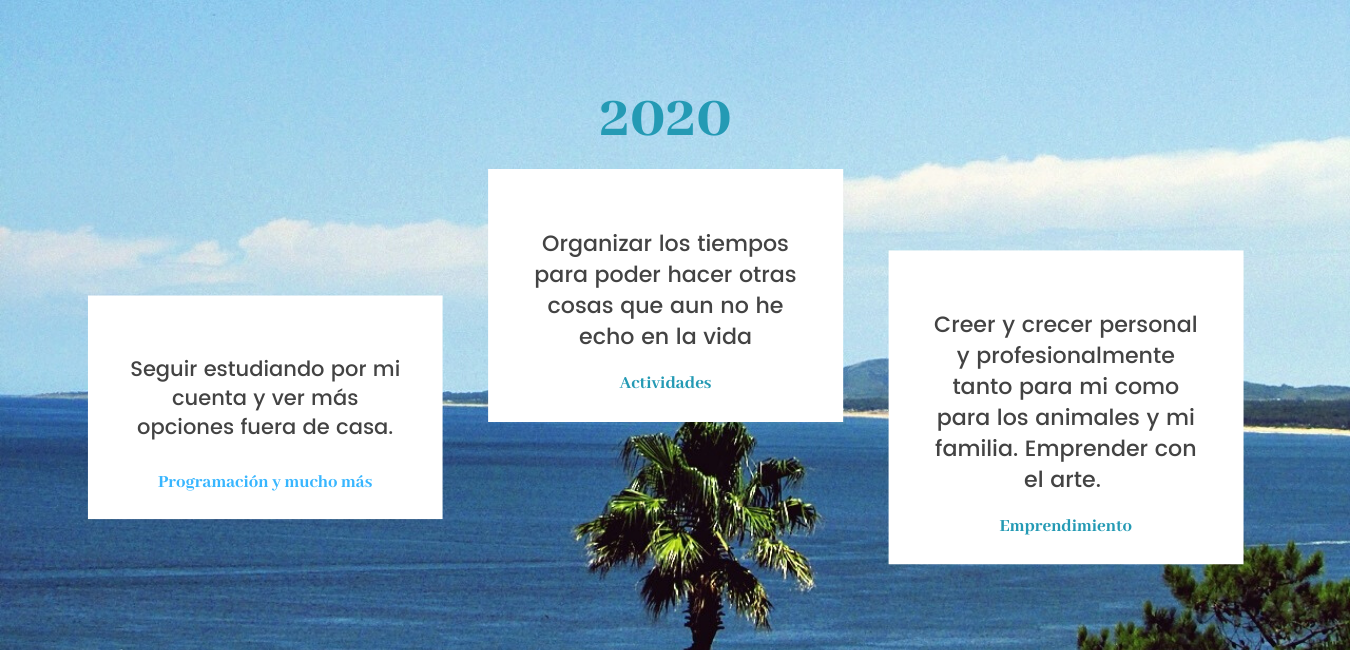 2020
Seguir estudiando por mi
cuenta y ver más
opciones fuera de casa.
Programación y mucho más
Organizar los tiempos
para poder hacer otras
cosas que aun no he
echo en la vida
Actividades
Creer y crecer personal
y profesionalmente
tanto para mi como
para los animales y mi
familia. Emprender con
el arte.
Emprendimiento